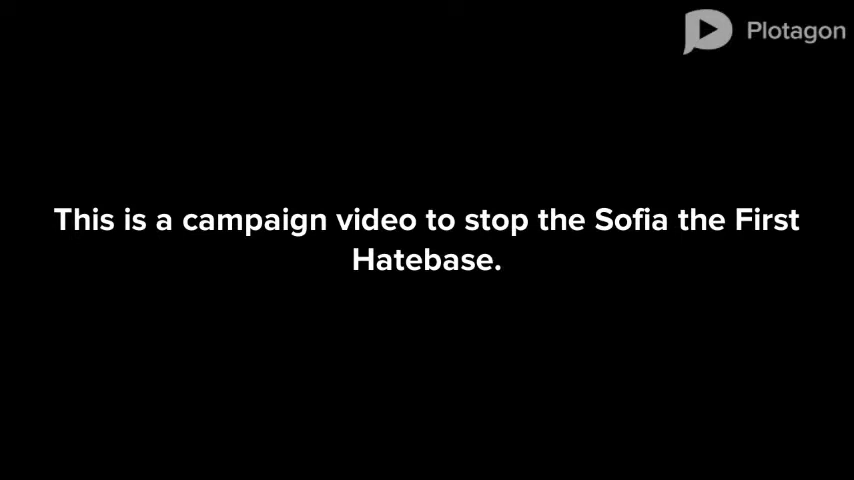 Plotagon
This is a campaign video to stop the Sofia the First
Hatebase.